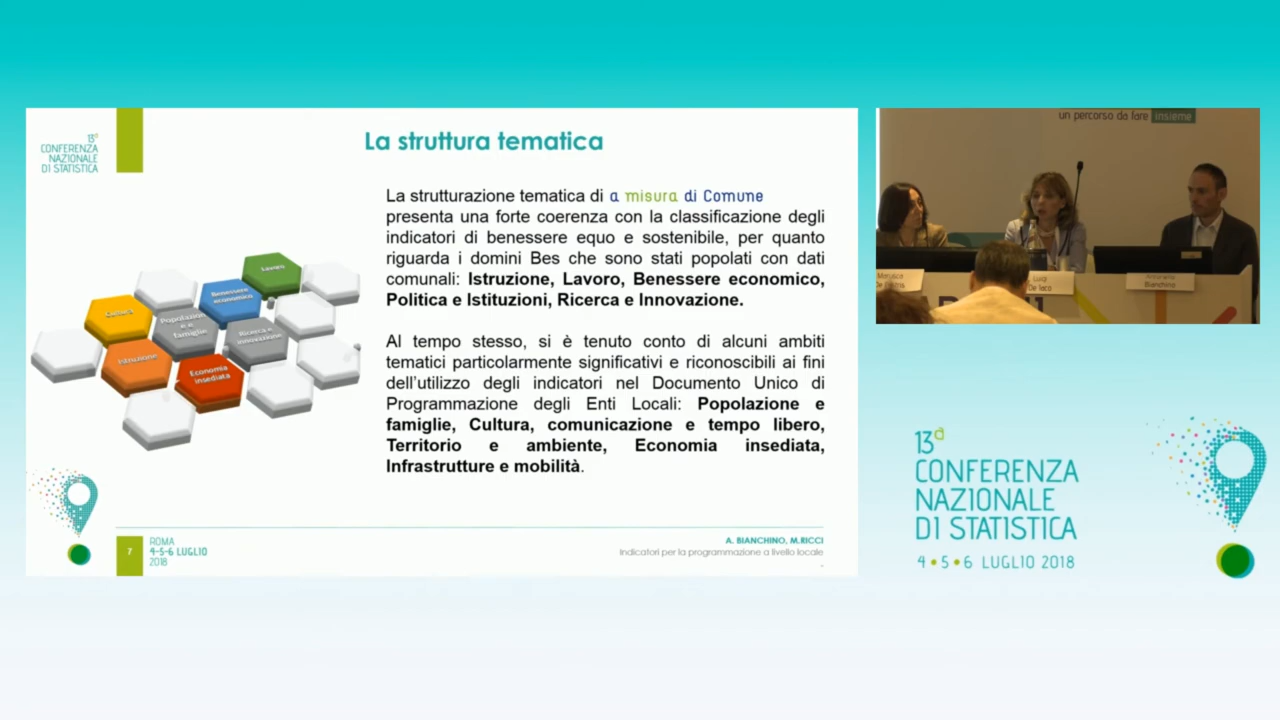 13ª
CONFERENZA
NAZIONALE
DI STATISTICA
La struttura tematica
La strutturazione tematica di a misura di Comune
presenta una forte coerenza con la classificazione degli
indicatori di benessere equo e sostenibile, per quanto
riguarda i domini Bes che sono stati popolati con dati
comunali: Istruzione, Lavoro, Benessere economico,
Politica e Istituzioni, Ricerca e Innovazione.
Al tempo stesso, si è tenuto conto di alcuni ambiti
tematici particolarmente significativi e riconoscibili ai fini
dell'utilizzo degli indicatori nel Documento Unico di
Programmazione degli Enti Locali: Popolazione e
famiglie, Cultura, comunicazione e tempo libero,
Territorio e ambiente, Economia insediata,
Infrastrutture e mobilità.
Lavoro
Benessere
economico
Cultura
Ricerca e
innovazione
Istruzione
Economia
insediata
7
ROMA
4-5-6 LUGLIO
2018
A. BIANCHINO, M.RICCI
Indicatori per la programmazione a livello locale
un percorso da fare insieme
Bianchino
13ª
CONFERENZA
NAZIONALE
DI STATISTICA
4 • 5 • 6 LUGLIO 2018